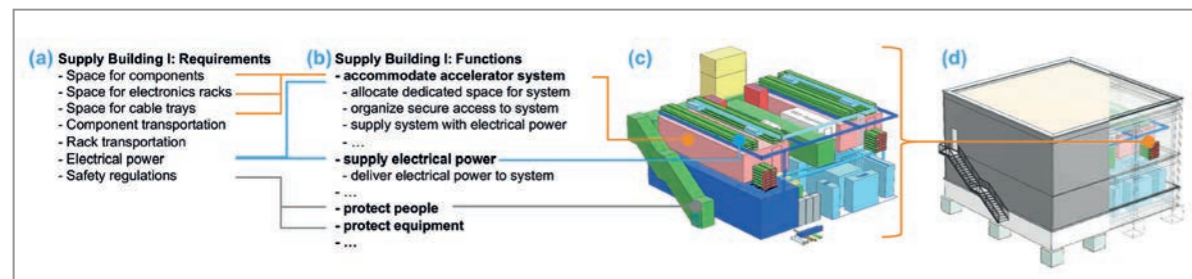 (a) Supply Building I: Requirements
- Space for components
- Space for electronics racks
- Space for cable trays
- Component transportation
- Rack transportation
- Electrical power
- Safety regulations
(b) Supply Building I: Functions
- accommodate accelerator system
- allocate dedicated space for system
- organize secure access to system
- supply system with electrical power
- ...
- supply electrical power
- deliver electrical power to system
- ...
- protect people
- protect equipment
- ...
(c)
(d)